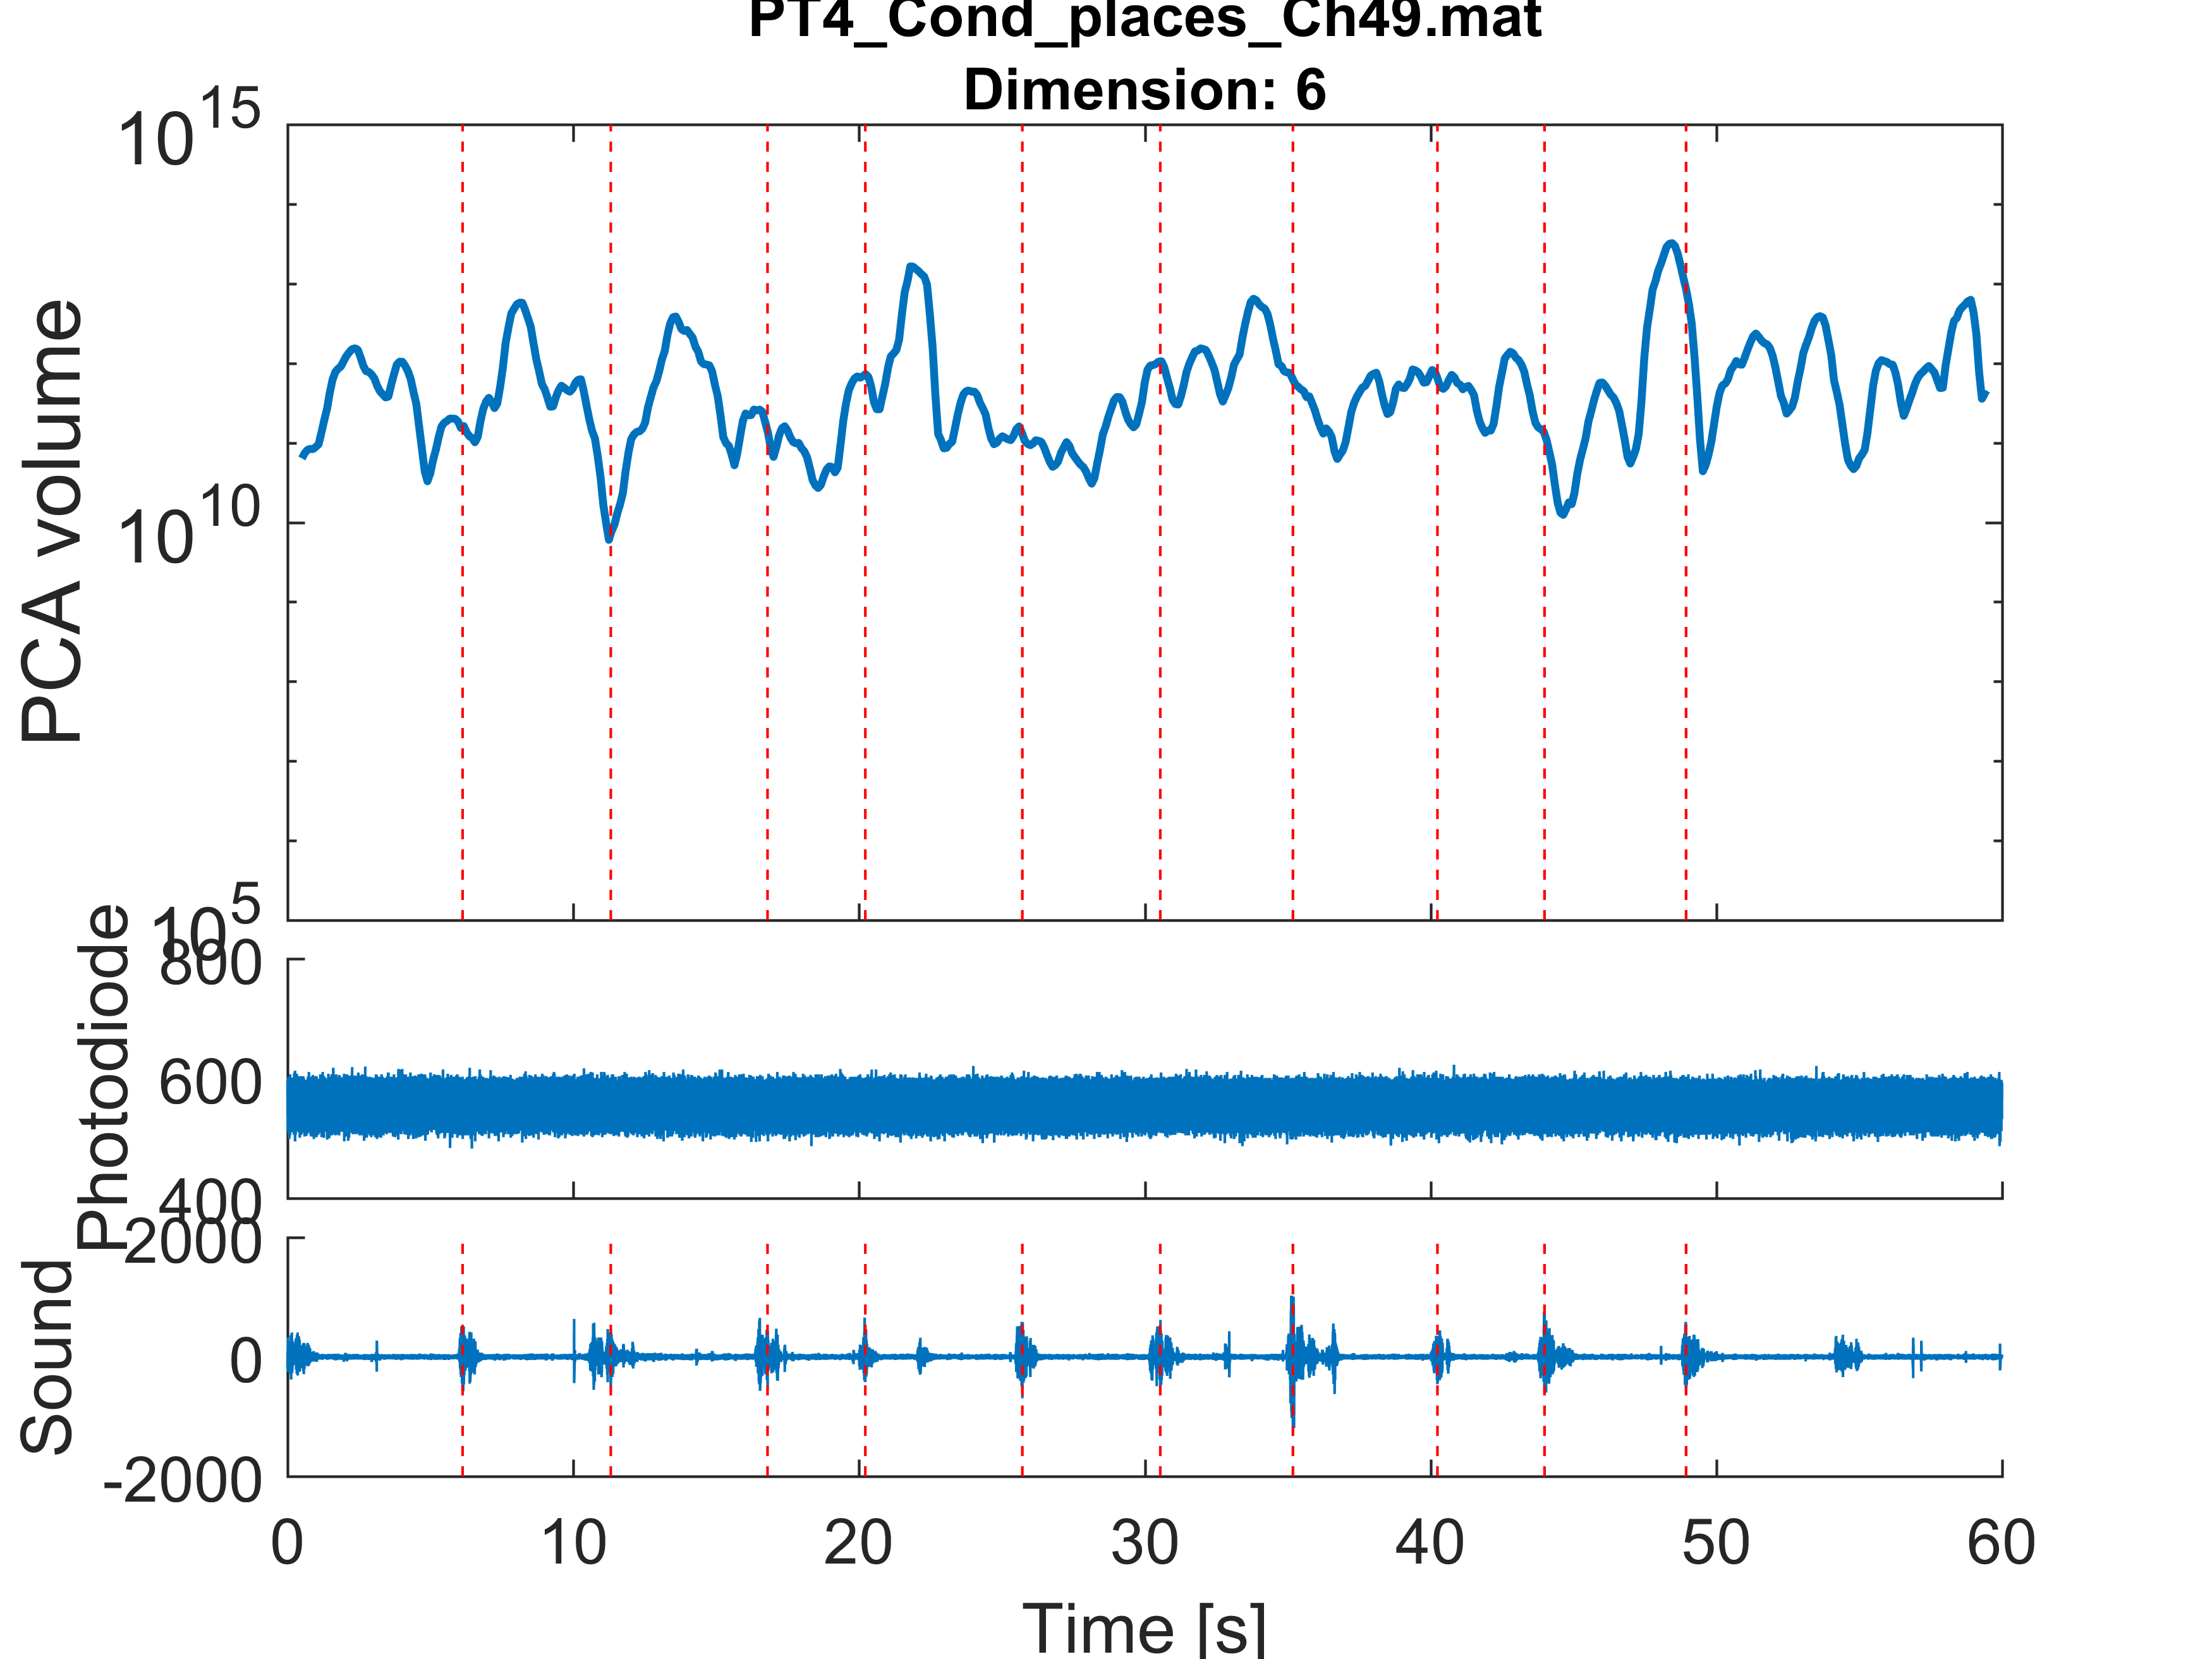 PT4_Cond_places_Ch49.mat
Dimension: 6
PCA volume
10^15
10^10
10^5
Photodiode
800
600
400
Sound
2000
0
-2000
0 10 20 30 40 50 60
Time [s]